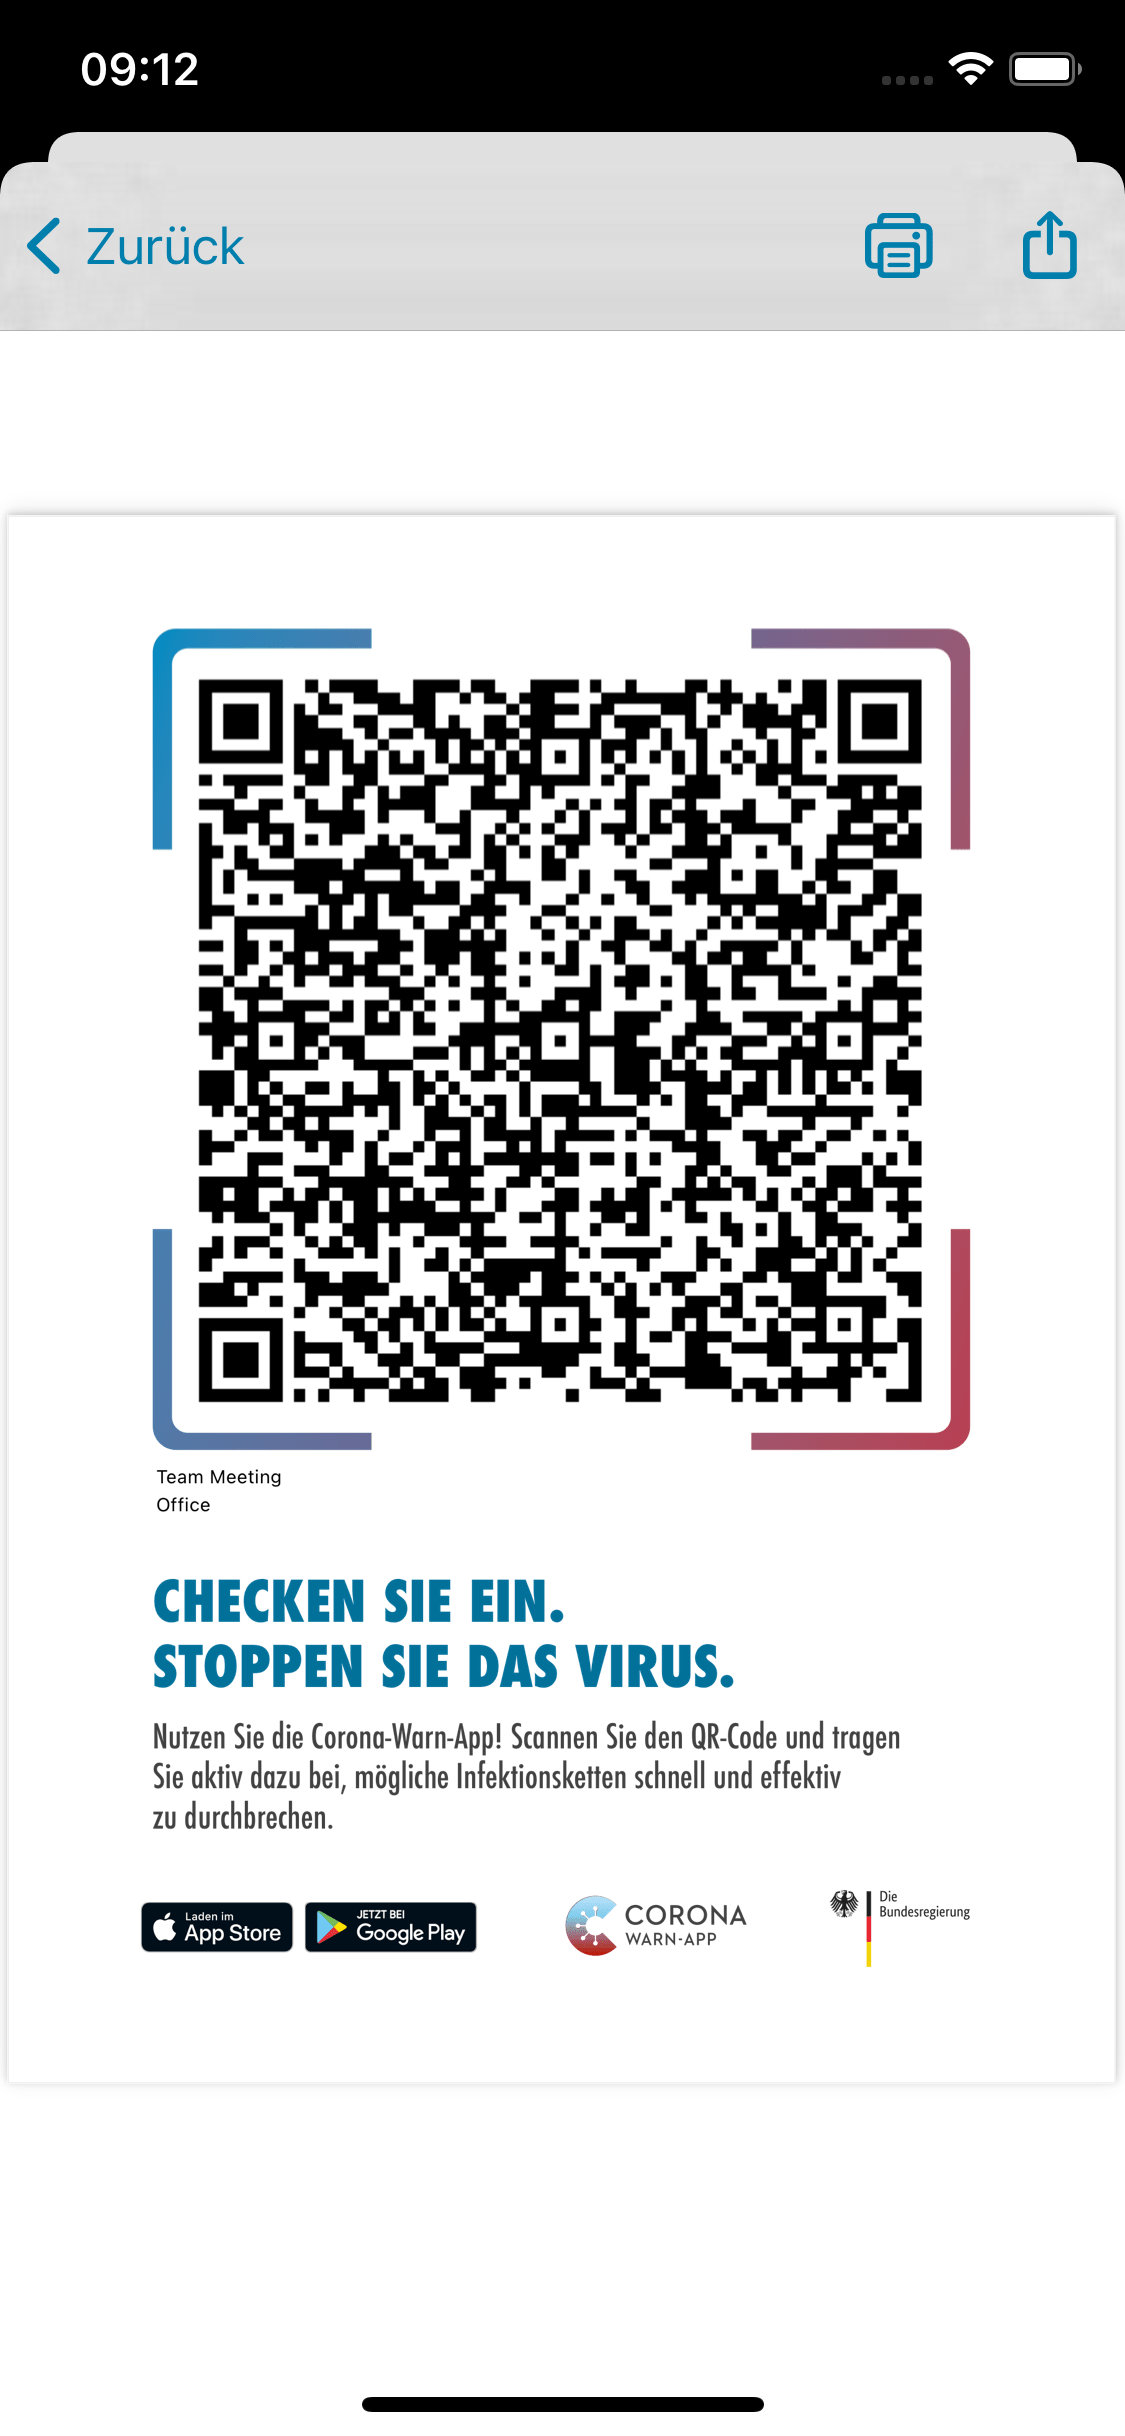 09:12
Zurück
Team Meeting
Office
CHECKEN SIE EIN.
STOPPEN SIE DAS VIRUS.
Nutzen Sie die Corona-Warn-App! Scannen Sie den QR-Code und tragen
Sie aktiv dazu bei, mögliche Infektionsketten schnell und effektiv
zu durchbrechen.
Laden im
App Store
JETZT BEI
Google Play
CORONA
WARN-APP
Die
Bundesregierung